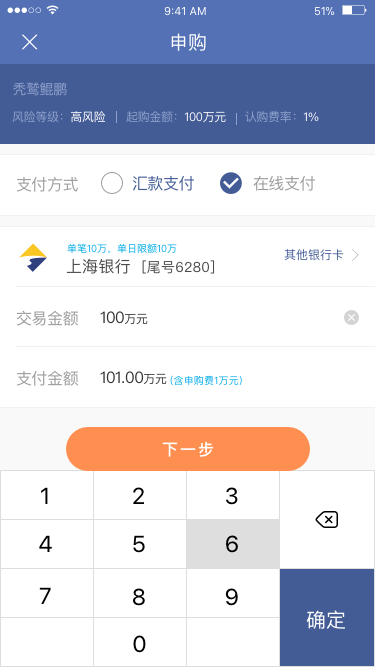 9:41 AM 51%
申购
秃鹫鲲鹏
风险等级：高风险 | 起购金额：100万元 | 认购费率：1%
支付方式 汇款支付 在线支付
单笔10万，单日限额10万
上海银行［尾号6280］ 其他银行卡
交易金额 100万元
支付金额 101.00万元 (含申购费1万元)
下一步
1 2 3
4 5 6
7 8 9
确定
0